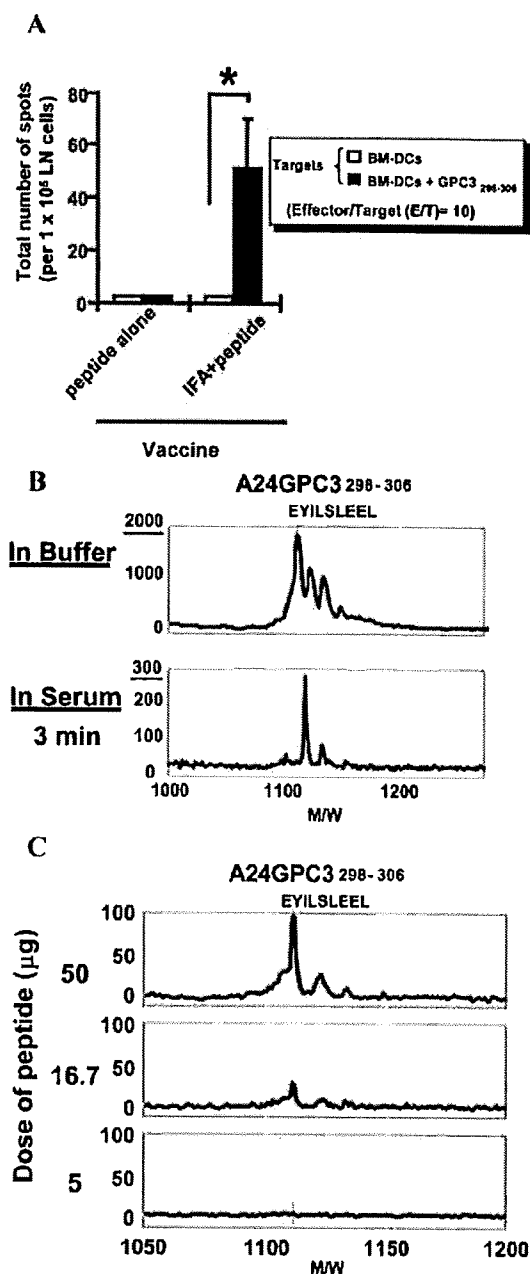 A
Total number of spots
(per 1 x 10⁵ LN cells)
80
60
40
20
0
*
Targets
BM-DCs
BM-DCs + GPC3 298-306
(Effector/Target (E/T)= 10)
peptide alone
IFA+peptide
Vaccine
B
A24GPC3 298-306
EYILSLEEL
In Buffer
2000
1000
0
In Serum
3 min
300
200
100
0
1000
1100
1200
M/W
C
A24GPC3 298-306
EYILSLEEL
Dose of peptide (µg)
50
100
50
0
16.7
100
50
0
5
100
50
0
1050
1100
1150
1200
M/W